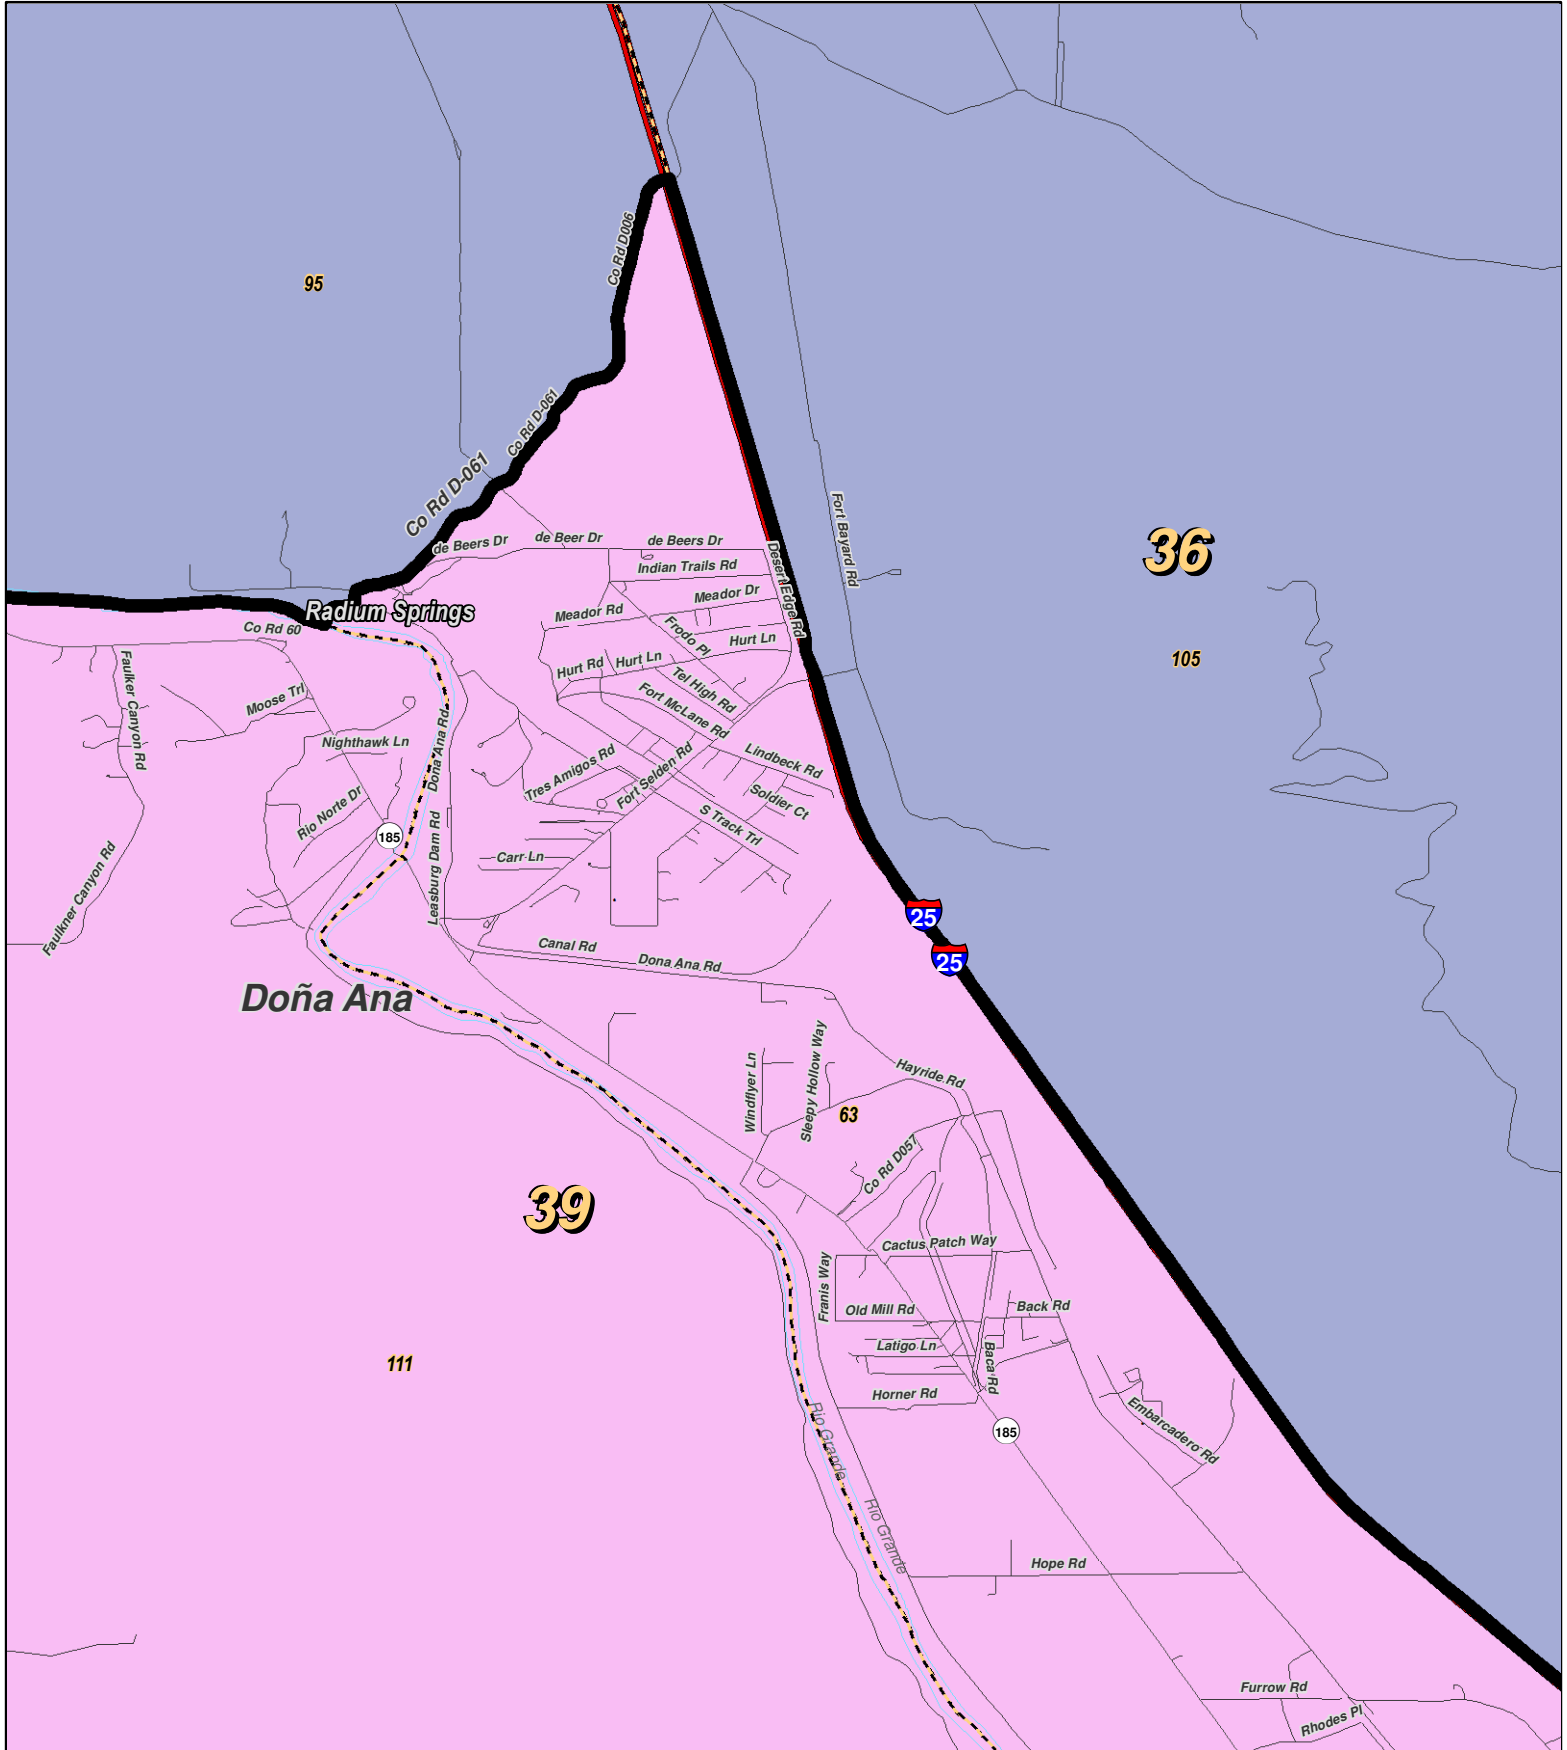 Co Rd D006
95
Co Rd D-061
Co Rd D-061
36
Fort Bayard Rd
de Beers Dr
de Beer Dr
de Beers Dr
Indian Trails Rd
Desert Edge Rd
Meador Dr
Meador Rd
Radium Springs
Co Rd 60
Frodo Pl
Hurt Ln
Hurt Ln
Hurt Rd
105
Faulker Canyon Rd
Tel High Rd
Moose Trl
Fort McLane Rd
Nighthawk Ln
Dona Ana Rd
Tres Amigos Rd
Fort Selden Rd
Lindbeck Rd
Soldier Ct
Rio Norte Dr
185
S Track Trl
Leasburg Dam Rd
Carr Ln
Faulkner Canyon Rd
25
Canal Rd
Dona Ana Rd
25
Doña Ana
Windflyer Ln
Sleepy Hollow Way
Hayride Rd
63
Co Rd D057
39
Cactus Patch Way
Franis Way
Old Mill Rd
Back Rd
Latigo Ln
Baca Rd
111
Horner Rd
Embarcadero Rd
185
Rio Grande
Rio Grande
Hope Rd
Furrow Rd
Rhodes Pl